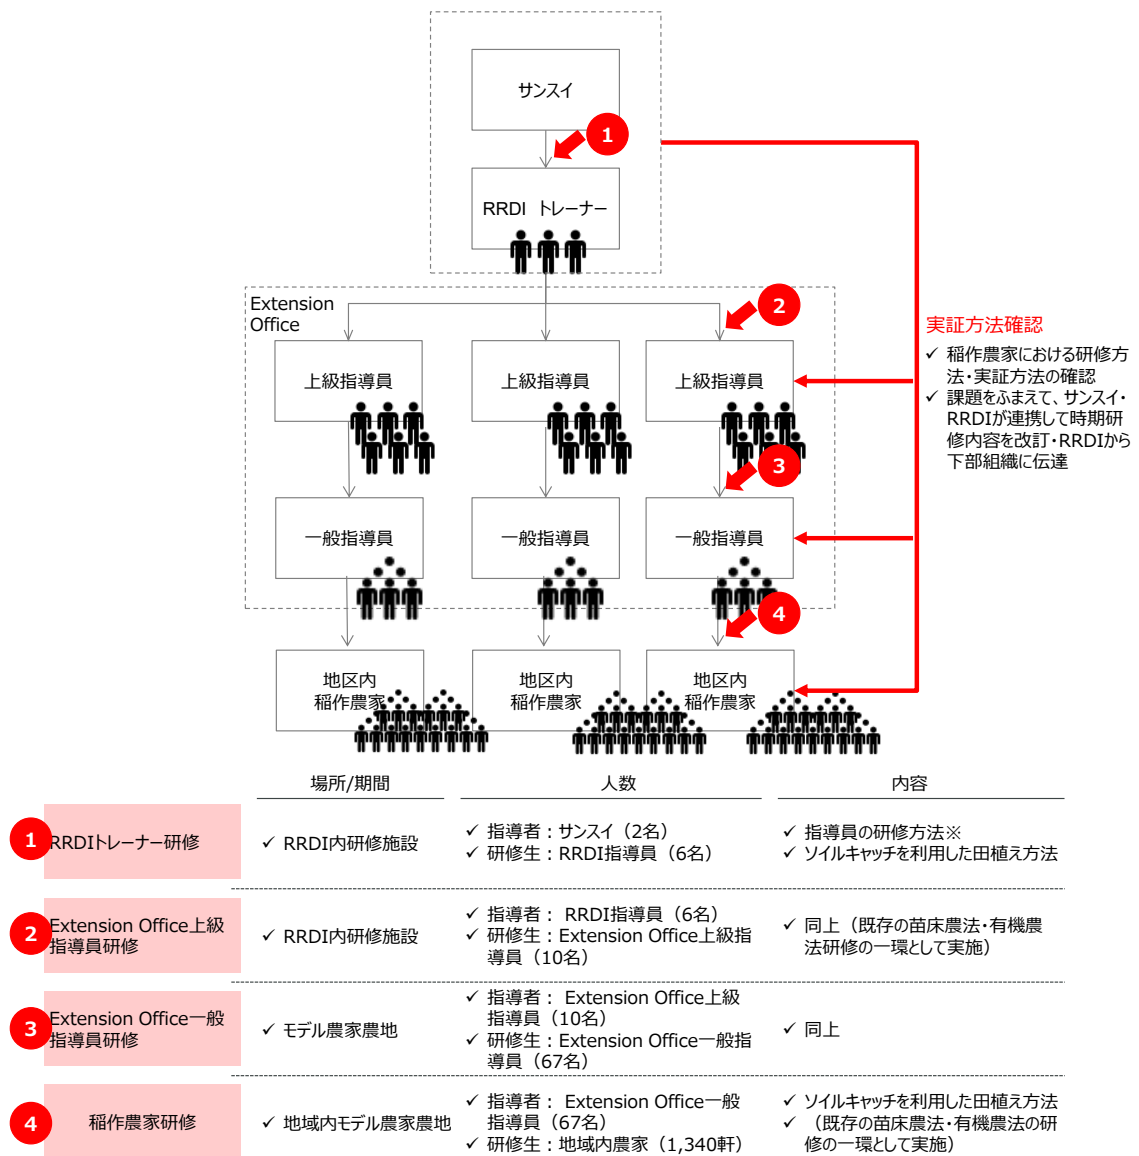 サンスイ
1
RRDI トレーナー
Extension
Office
2
上級指導員
上級指導員
上級指導員
3
一般指導員
一般指導員
一般指導員
4
地区内
稲作農家
地区内
稲作農家
地区内
稲作農家
実証方法確認
✓ 稲作農家における研修方
法・実証方法の確認
✓ 課題をふまえて、サンスイ・
RRDIが連携して時期研
修内容を改訂・RRDIから
下部組織に伝達
場所/期間
人数
内容
1
RRDIトレーナー研修
✓ RRDI内研修施設
✓ 指導者：サンスイ（2名）
✓ 研修生：RRDI指導員（6名）
✓ 指導員の研修方法※
✓ ソイルキャッチを利用した田植え方法
2
Extension Office上級
指導員研修
✓ RRDI内研修施設
✓ 指導者： RRDI指導員（6名）
✓ 研修生：Extension Office上級指
導員（10名）
✓ 同上（既存の苗床農法・有機農
法研修の一環として実施）
3
Extension Office一般
指導員研修
✓ モデル農家農地
✓ 指導者： Extension Office上級
指導員（10名）
✓ 研修生：Extension Office一般指
導員（67名）
✓ 同上
4
稲作農家研修
✓ 地域内モデル農家農地
✓ 指導者： Extension Office一般
指導員（67名）
✓ 研修生：地域内農家（1,340軒）
✓ ソイルキャッチを利用した田植え方法
✓ （既存の苗床農法・有機農法の研
修の一環として実施）